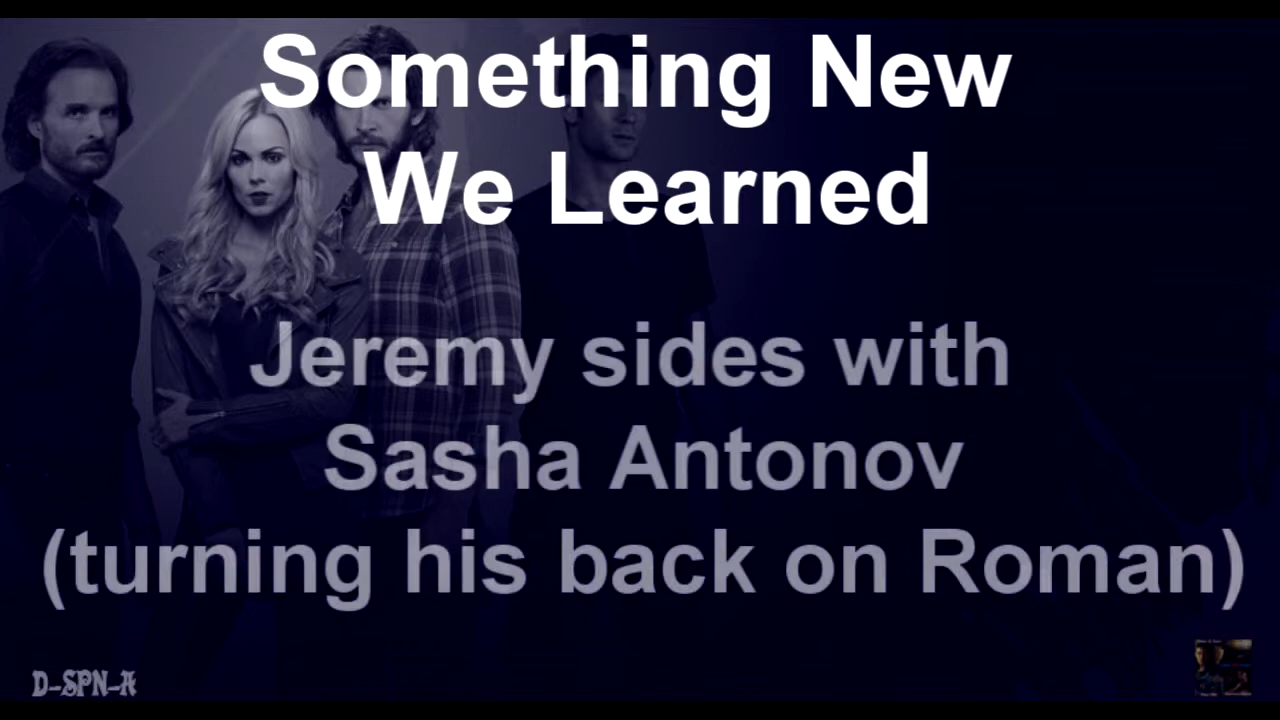 Something New
We Learned
Jeremy sides with
Sasha Antonov
(turning his back on Roman)
D-SPN-A